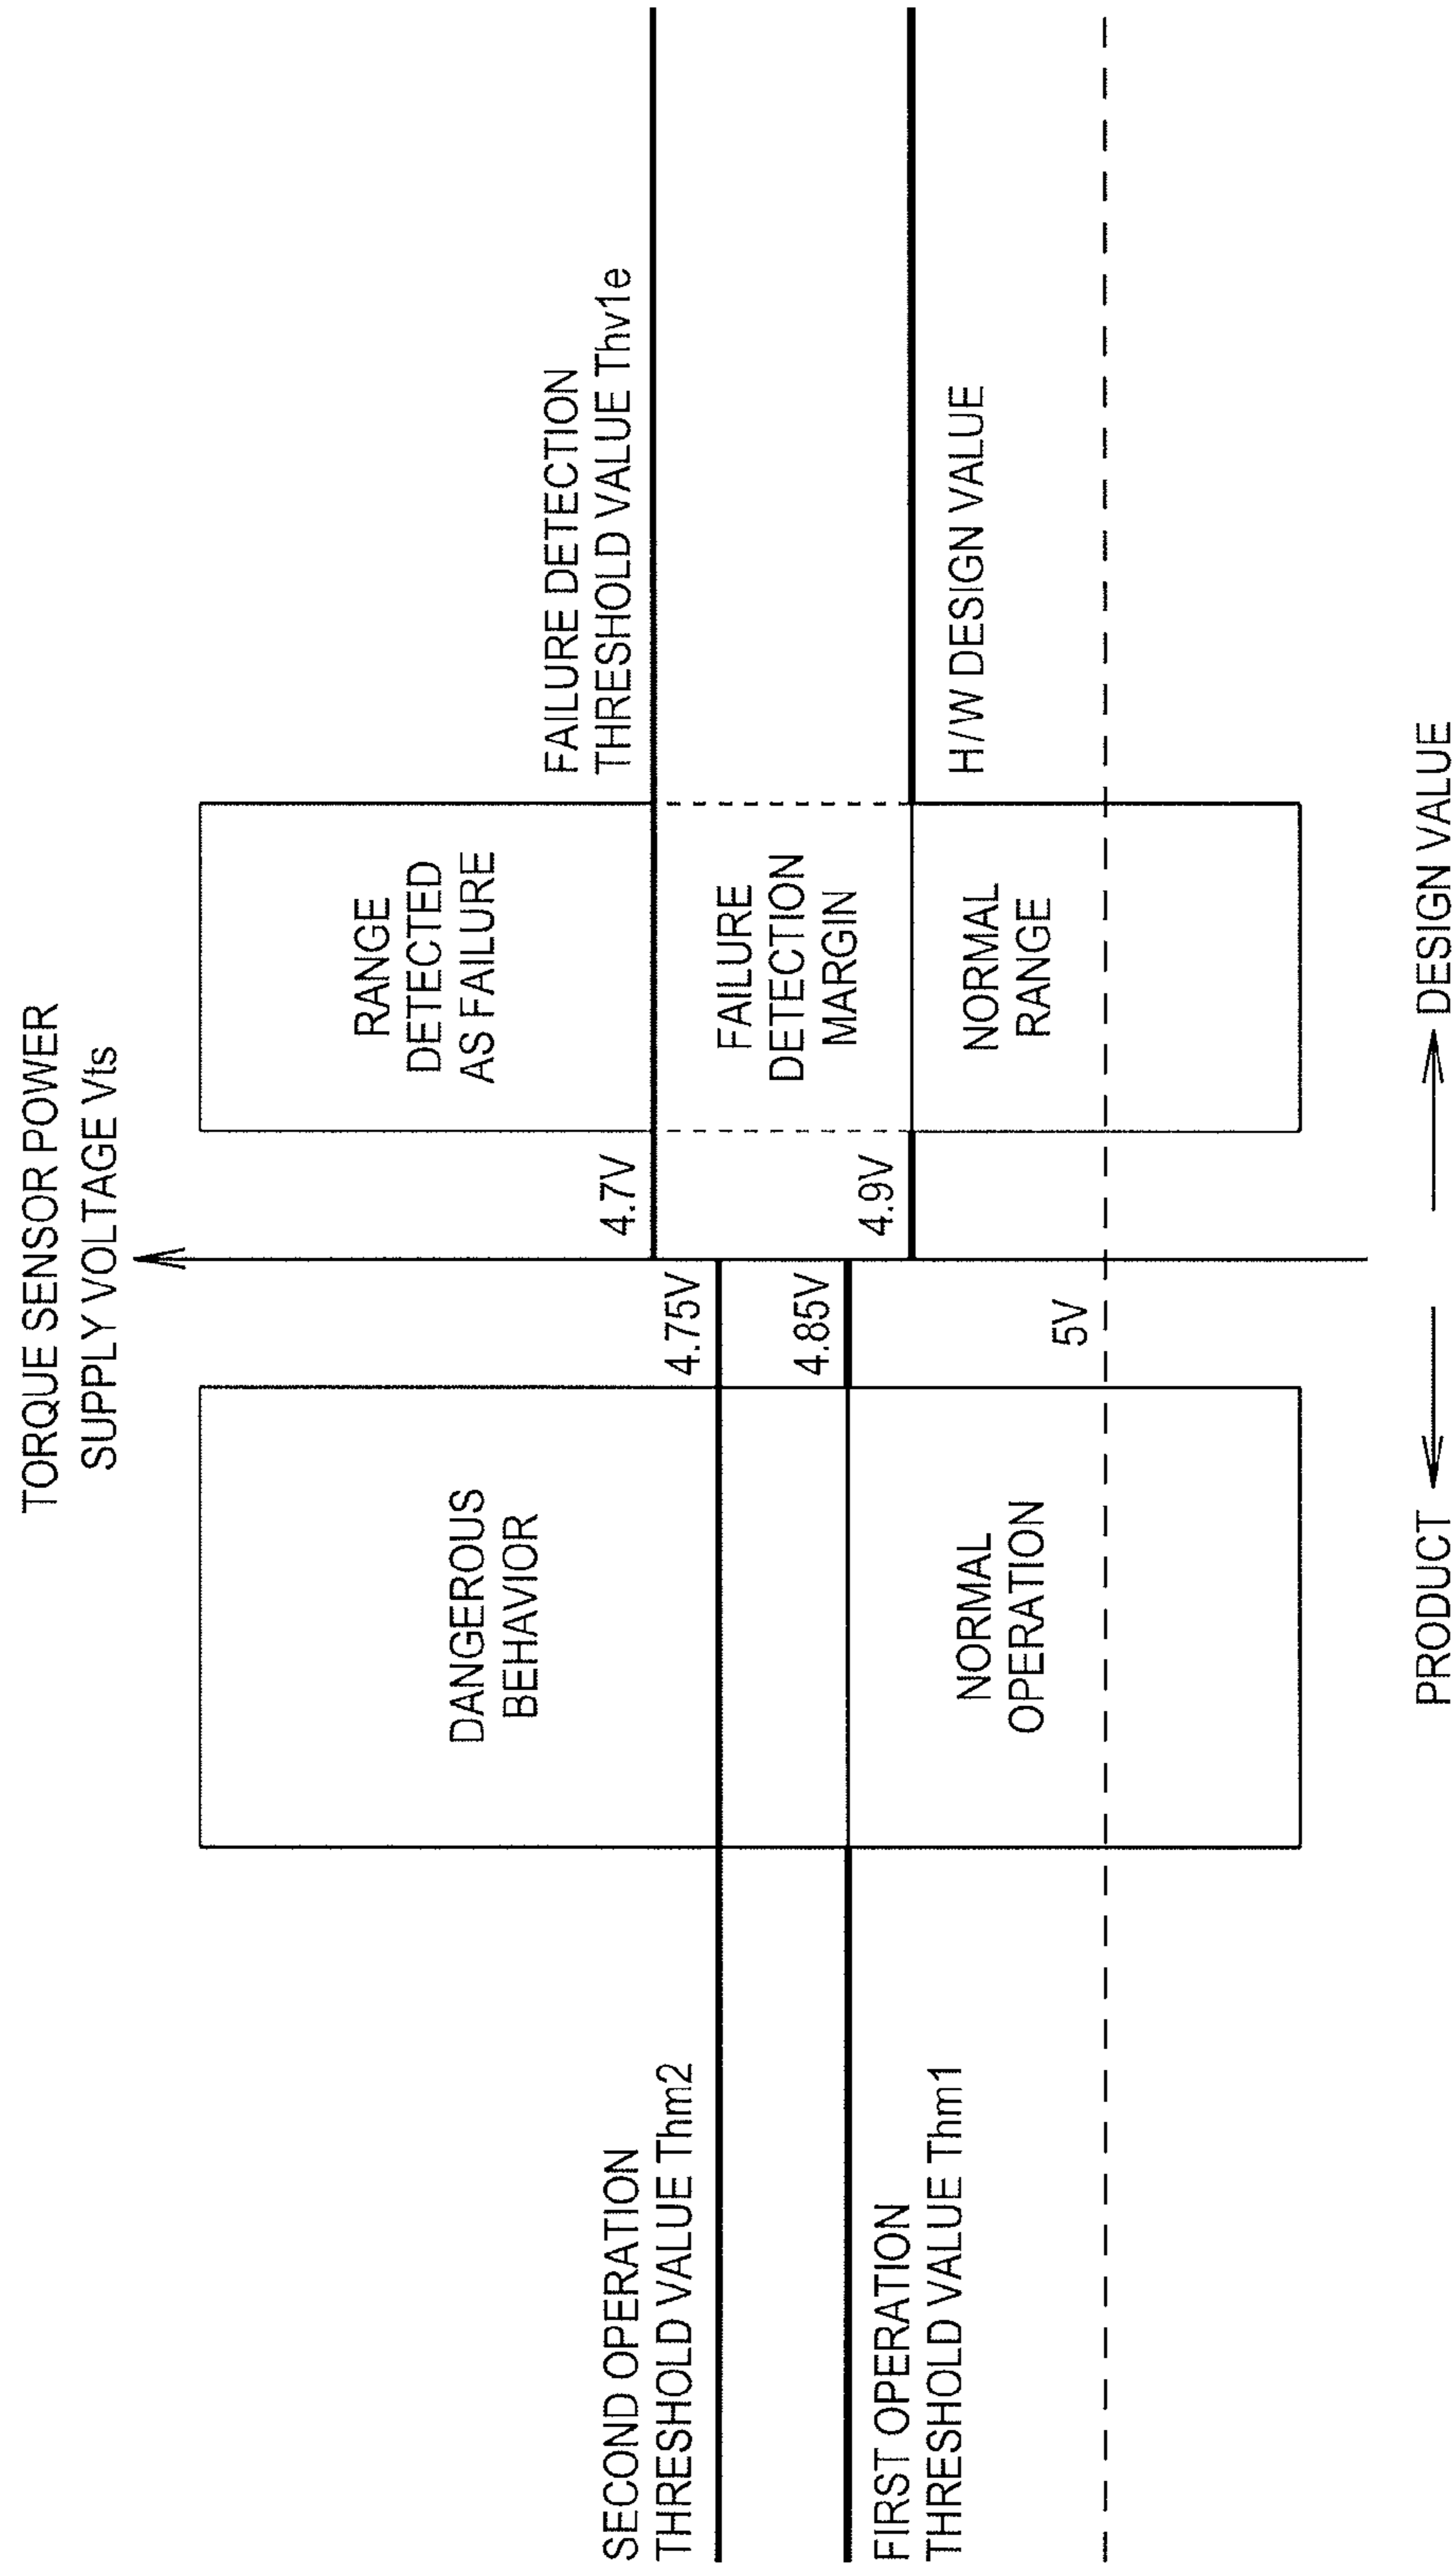 TORQUE SENSOR POWER
SUPPLY VOLTAGE Vts
SECOND OPERATION
THRESHOLD VALUE Thm2
FIRST OPERATION
THRESHOLD VALUE Thm1
DANGEROUS
BEHAVIOR
NORMAL
OPERATION
4.75V
4.85V
5V
4.7V
4.9V
RANGE
DETECTED
AS FAILURE
FAILURE
DETECTION
MARGIN
NORMAL
RANGE
FAILURE DETECTION
THRESHOLD VALUE Thv1e
H/W DESIGN VALUE
PRODUCT
DESIGN VALUE